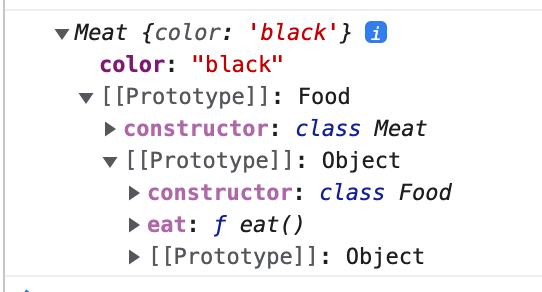 ▼Meat {color: 'black'} i
color: "black"
▼[[Prototype]]: Food
▶constructor: class Meat
▼[[Prototype]]: Object
▶constructor: class Food
▶eat: ƒ eat()
▶[[Prototype]]: Object